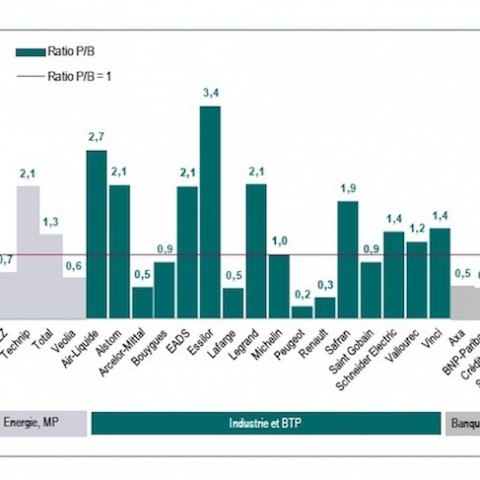 Ratio P/B
Ratio P/B = 1
3,4
2,7
2,1
2,1
2,1
2,1
1,9
1,3
1,4
1,4
1,2
0,9
1,0
0,9
0,7
0,6
0,5
0,5
0,2
0,3
0,5
Technip
Total
Veolia
Air-Liquide
Alstom
Arcelor-Mittal
Bouygues
EADS
Essilor
Lafarge
Legrand
Michelin
Peugeot
Renault
Safran
Saint Gobain
Schneider Electric
Vallourec
Vinci
Axa
BNP-Pariba
Crédi
Energie, MP
Industrie et BTP
Banqu